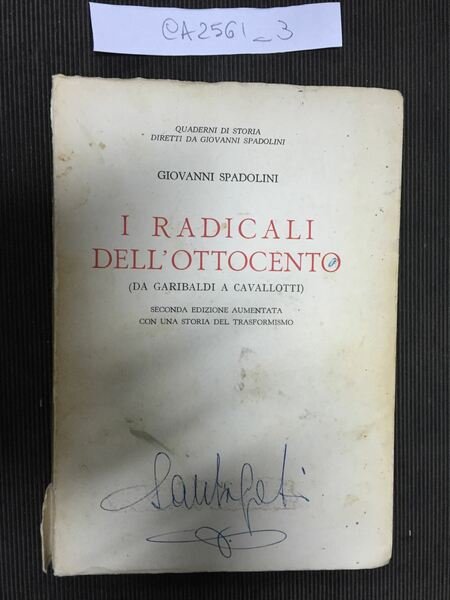 CA2561_3
QUADERNI DI STORIA
DIRETTI DA GIOVANNI SPADOLINI
GIOVANNI SPADOLINI
I RADICALI
DELL'OTTOCENTO
(DA GARIBALDI A CAVALLOTTI)
SECONDA EDIZIONE AUMENTATA
CON UNA STORIA DEL TRASFORMISMO